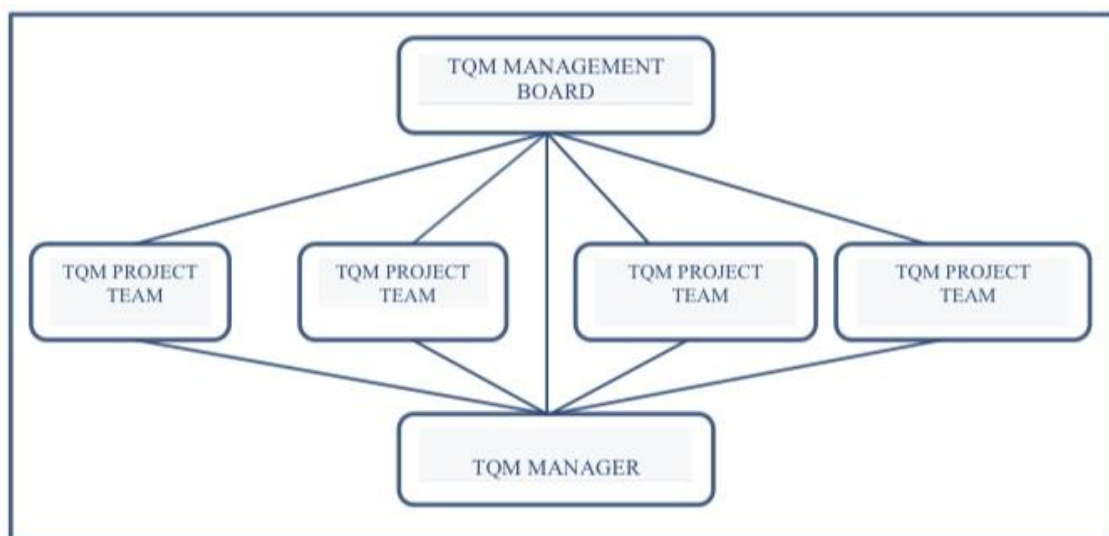 TQM MANAGEMENT
BOARD
TQM PROJECT
TEAM
TQM PROJECT
TEAM
TQM PROJECT
TEAM
TQM PROJECT
TEAM
TQM MANAGER